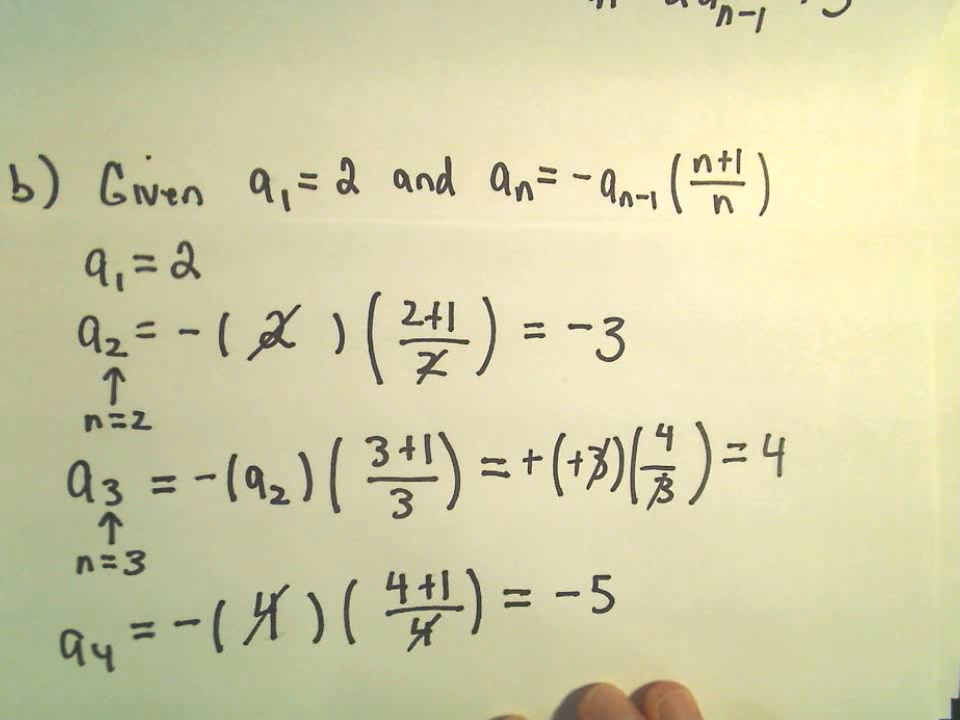 n-1
b) Given a₁ = 2 and aₙ = -aₙ₋₁ ( n+1 / n )
a₁ = 2
a₂ = -( 2 ) ( 2+1 / 2 ) = -3
↑
n=2
a₃ = -(a₂) ( 3+1 / 3 ) = +(+3)( 4 / 3 ) = 4
↑
n=3
a₄ = -( 4 ) ( 4+1 / 4 ) = -5